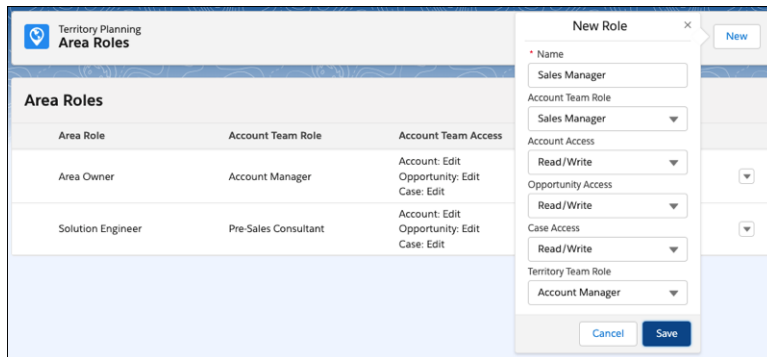 Territory Planning
Area Roles
New
Area Roles
Area Role Account Team Role Account Team Access
Area Owner Account Manager Account: Edit
Opportunity: Edit
Case: Edit
Solution Engineer Pre-Sales Consultant Account: Edit
Opportunity: Edit
Case: Edit
New Role
* Name
Sales Manager
Account Team Role
Sales Manager
Account Access
Read/Write
Opportunity Access
Read/Write
Case Access
Read/Write
Territory Team Role
Account Manager
Cancel Save